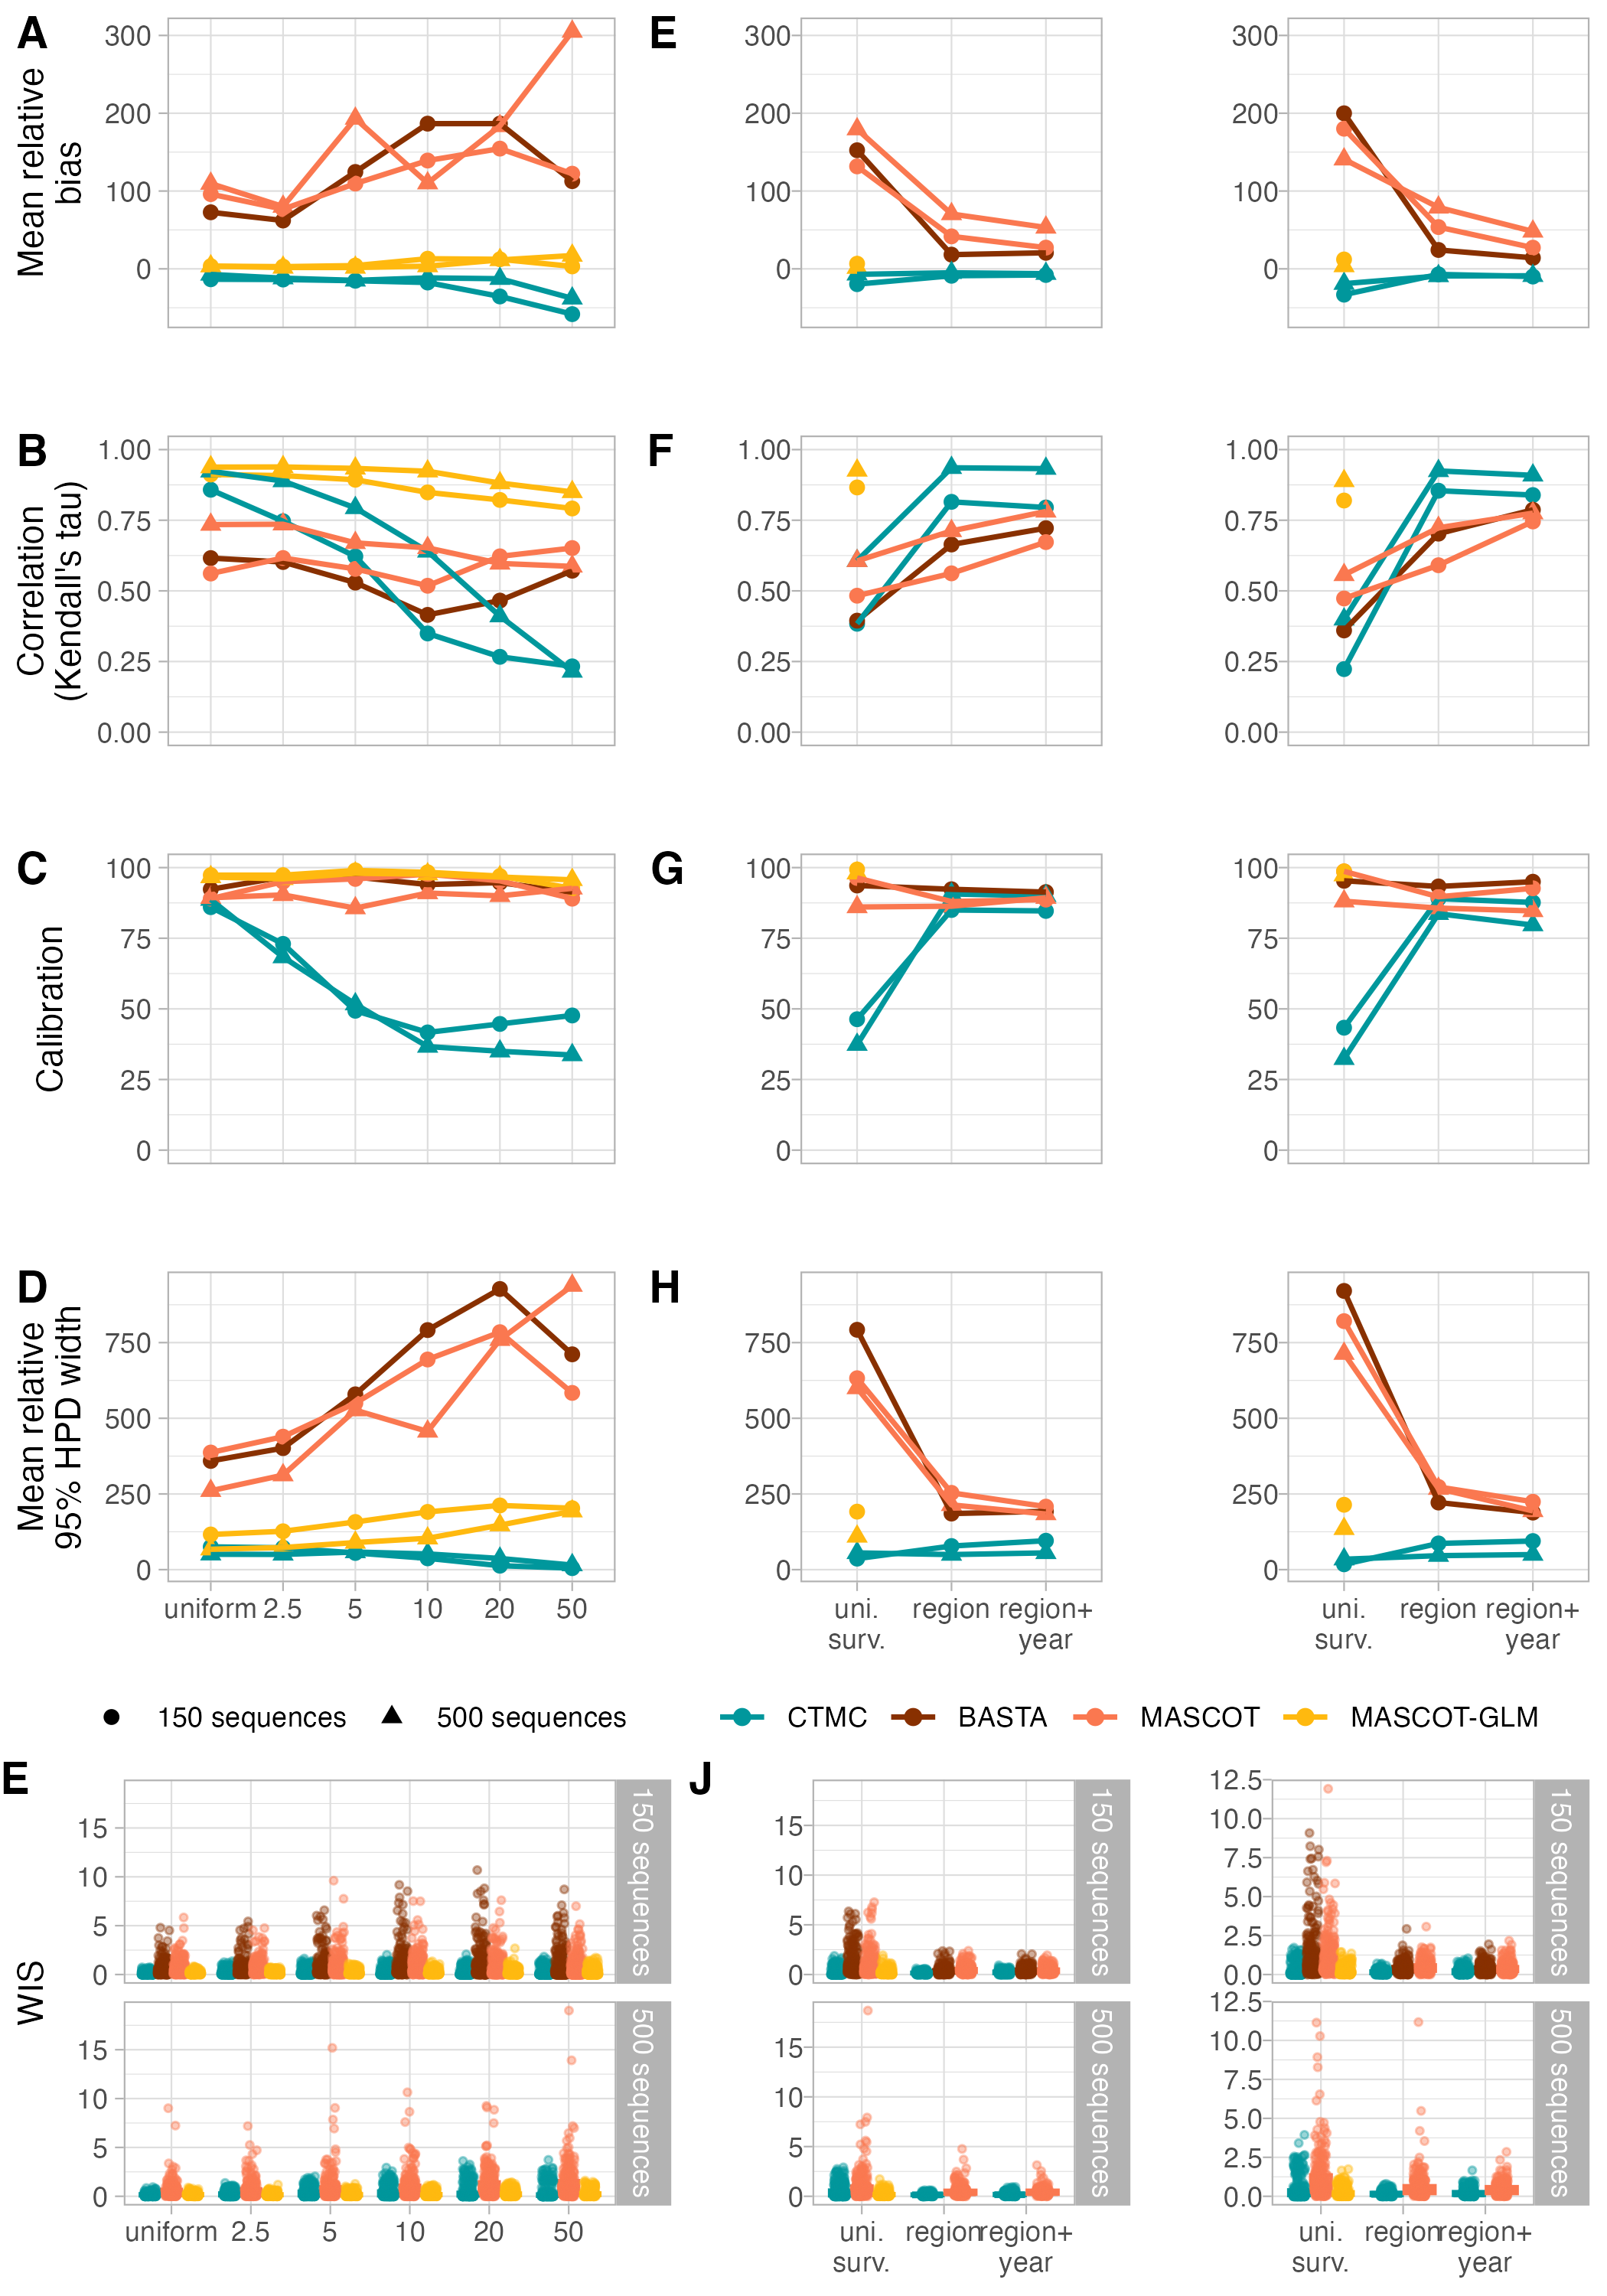 A
Mean relative
bias
300
200
100
0
E
300
200
100
0
300
200
100
0
B
Correlation
(Kendall's tau)
1.00
0.75
0.50
0.25
0.00
F
1.00
0.75
0.50
0.25
0.00
1.00
0.75
0.50
0.25
0.00
C
Calibration
100
75
50
25
0
G
100
75
50
25
0
100
75
50
25
0
D
Mean relative
95% HPD width
750
500
250
0
uniform 2.5 5 10 20 50
H
750
500
250
0
uni. surv. region region+ year
750
500
250
0
uni. surv. region region+ year
150 sequences 500 sequences CTMC BASTA MASCOT MASCOT-GLM
E
WIS
15
10
5
0
150 sequences
15
10
5
0
500 sequences
uniform 2.5 5 10 20 50
J
15
10
5
0
150 sequences
15
10
5
0
500 sequences
uni. surv. region region+ year
12.5
10.0
7.5
5.0
2.5
0.0
150 sequences
12.5
10.0
7.5
5.0
2.5
0.0
500 sequences
uni. surv. region region+ year